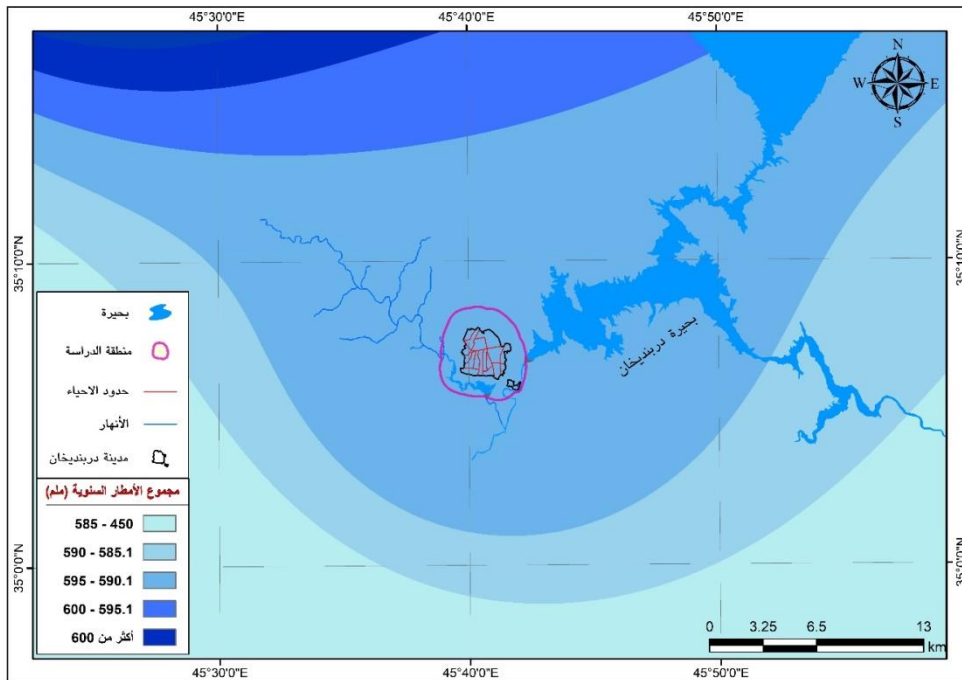 45°30'0"E
45°40'0"E
45°50'0"E
N
W E
S
35°10'0"N
35°10'0"N
بحيرة دربنديخان
بحيرة
منطقة الدراسة
حدود الاحياء
الأنهار
مدينة دربنديخان
مجموع الأمطار السنوية (ملم)
585 - 450
590 - 585.1
595 - 590.1
600 - 595.1
أكثر من 600
35°0'0"N
35°0'0"N
0 3.25 6.5 13
km
45°30'0"E
45°40'0"E
45°50'0"E